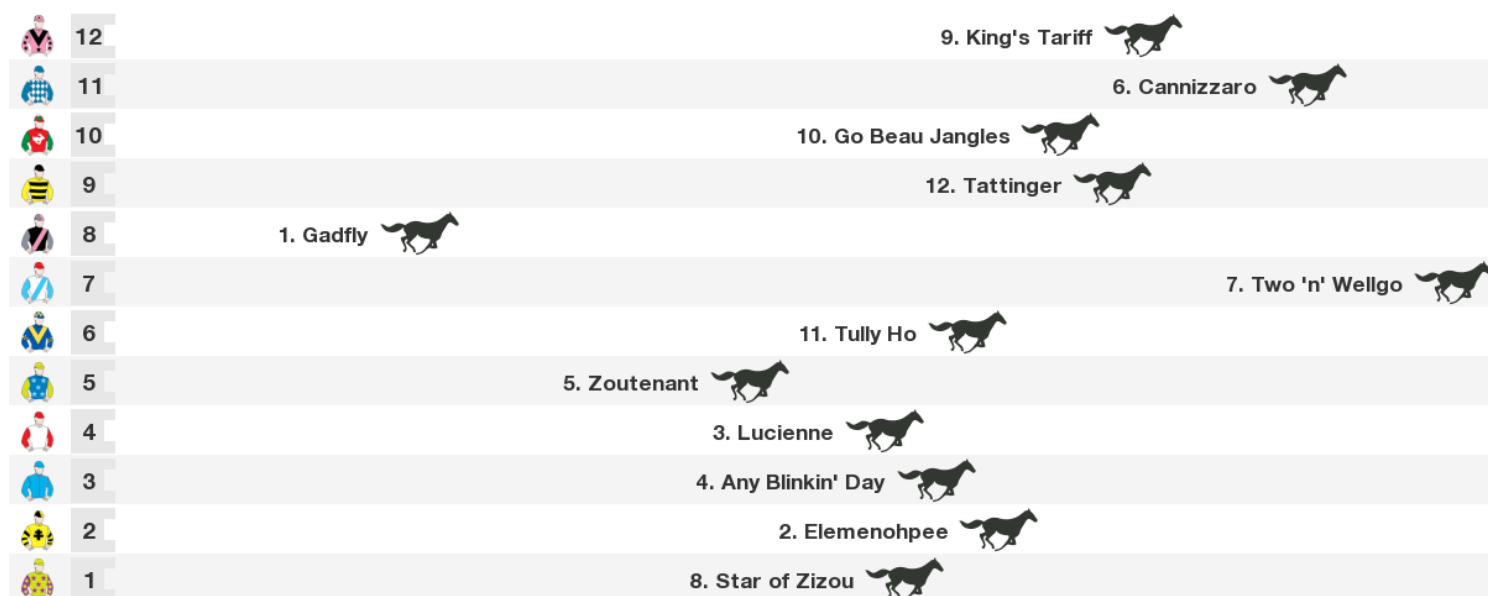 12 9. King's Tariff
11 6. Cannizzaro
10 10. Go Beau Jangles
9 12. Tattinger
8 1. Gadfly
7 7. Two 'n' Wellgo
6 11. Tully Ho
5 5. Zoutenant
4 3. Lucienne
3 4. Any Blinkin' Day
2 2. Elemenohpee
1 8. Star of Zizou